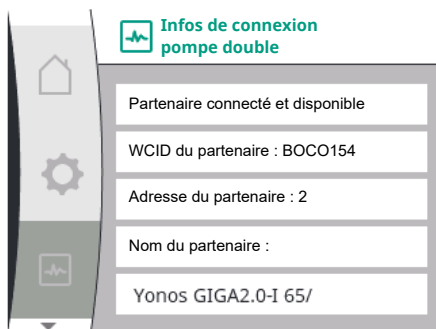 Infos de connexion
pompe double
Partenaire connecté et disponible
WCID du partenaire : BOCO154
Adresse du partenaire : 2
Nom du partenaire :
Yonos GIGA2.0-I 65/